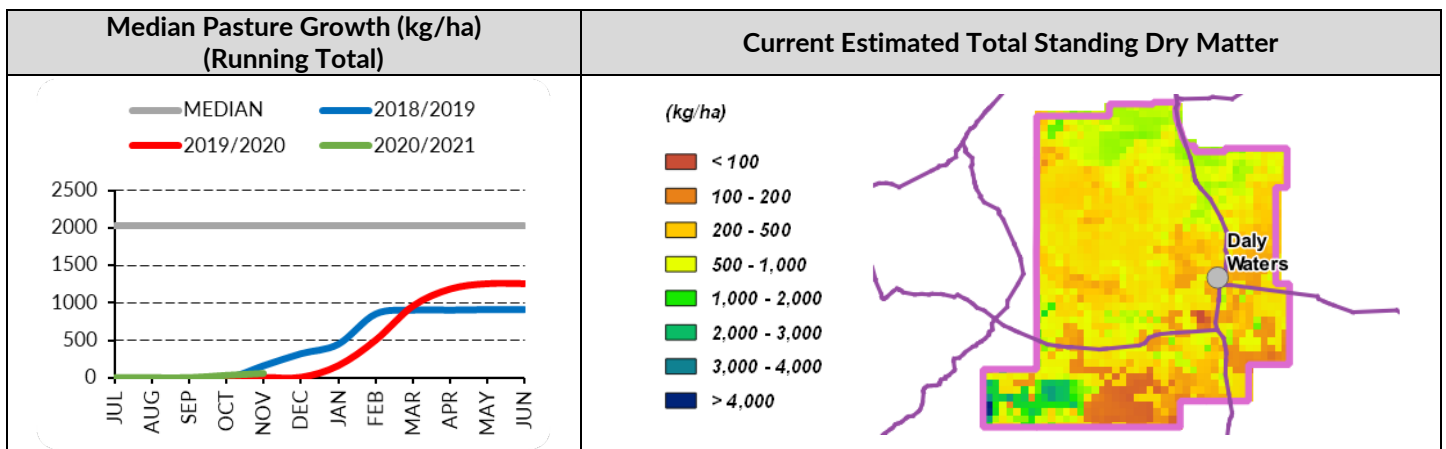 Median Pasture Growth (kg/ha)
(Running Total)
Current Estimated Total Standing Dry Matter
MEDIAN
2018/2019
2019/2020
2020/2021
2500
2000
1500
1000
500
0
JUL
AUG
SEP
OCT
NOV
DEC
JAN
FEB
MAR
APR
MAY
JUN
(kg/ha)
< 100
100 - 200
200 - 500
500 - 1,000
1,000 - 2,000
2,000 - 3,000
3,000 - 4,000
> 4,000
Daly
Waters